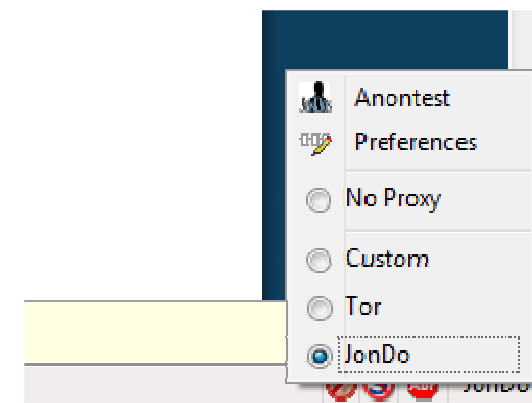 Anontest
Preferences
No Proxy
Custom
Tor
JonDo